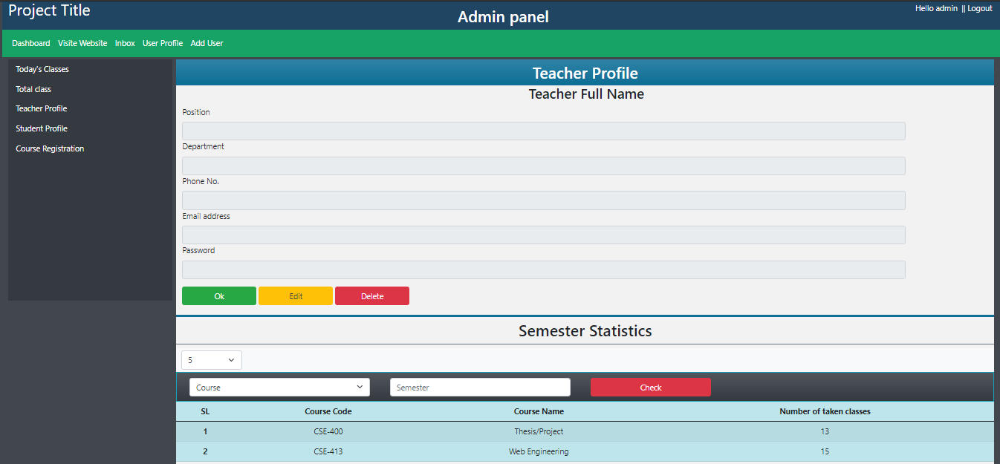 Project Title
Admin panel
Hello admin || Logout
Dashboard Visite Website Inbox User Profile Add User
Today's Classes
Total class
Teacher Profile
Student Profile
Course Registration
Teacher Profile
Teacher Full Name
Position
Department
Phone No.
Email address
Password
Ok Edit Delete
Semester Statistics
5
Course Semester Check
SL Course Code Course Name Number of taken classes
1 CSE-400 Thesis/Project 13
2 CSE-413 Web Engineering 15